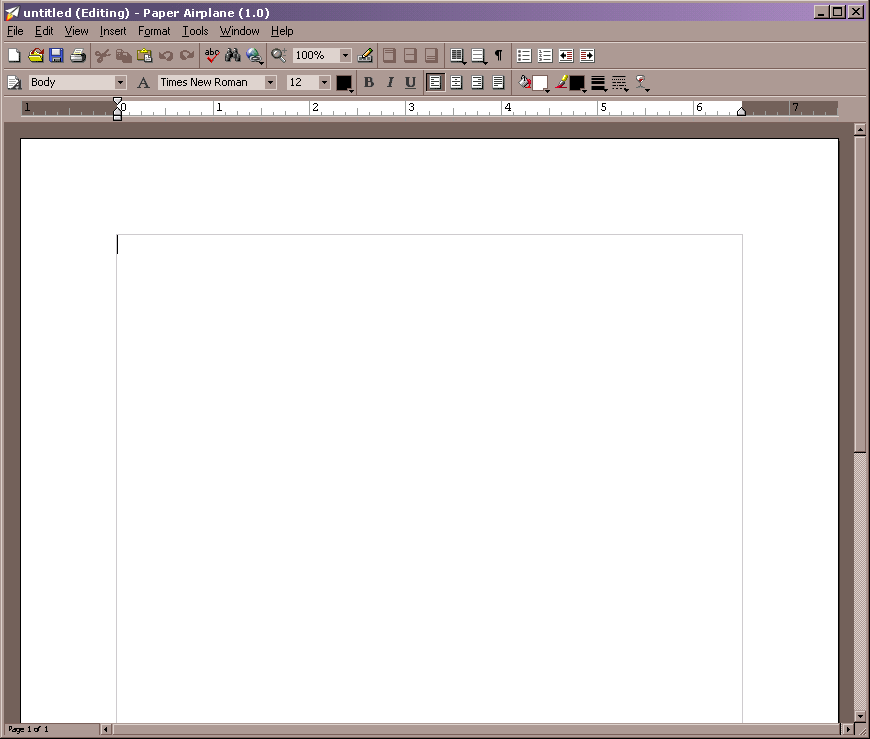 untitled (Editing) - Paper Airplane (1.0)
File Edit View Insert Format Tools Window Help
abc 100% ¶
Body A Times New Roman 12 B I U
1 0 1 2 3 4 5 6 7
Page 1 of 1